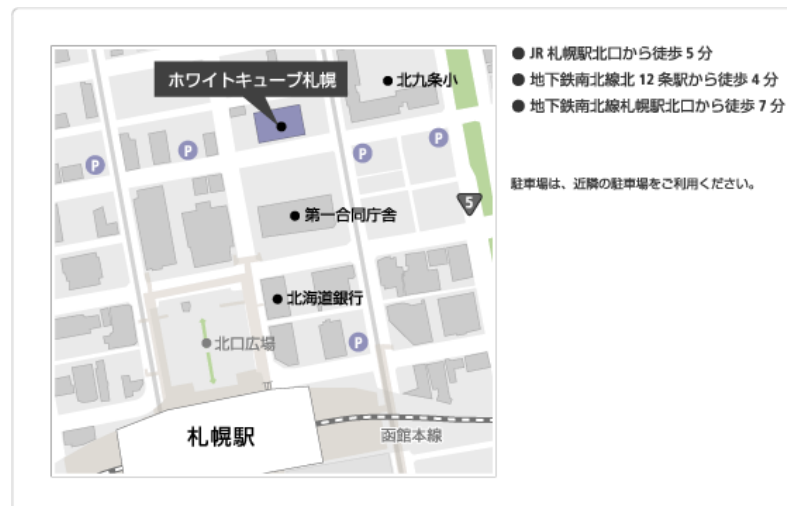 ホワイトキューブ札幌
北九条小
P
P
P
P
5
第一合同庁舎
北海道銀行
北口広場
P
札幌駅
函館本線
● JR 札幌駅北口から徒歩 5 分
● 地下鉄南北線北 12 条駅から徒歩 4 分
● 地下鉄南北線札幌駅北口から徒歩 7 分
駐車場は、近隣の駐車場をご利用ください。